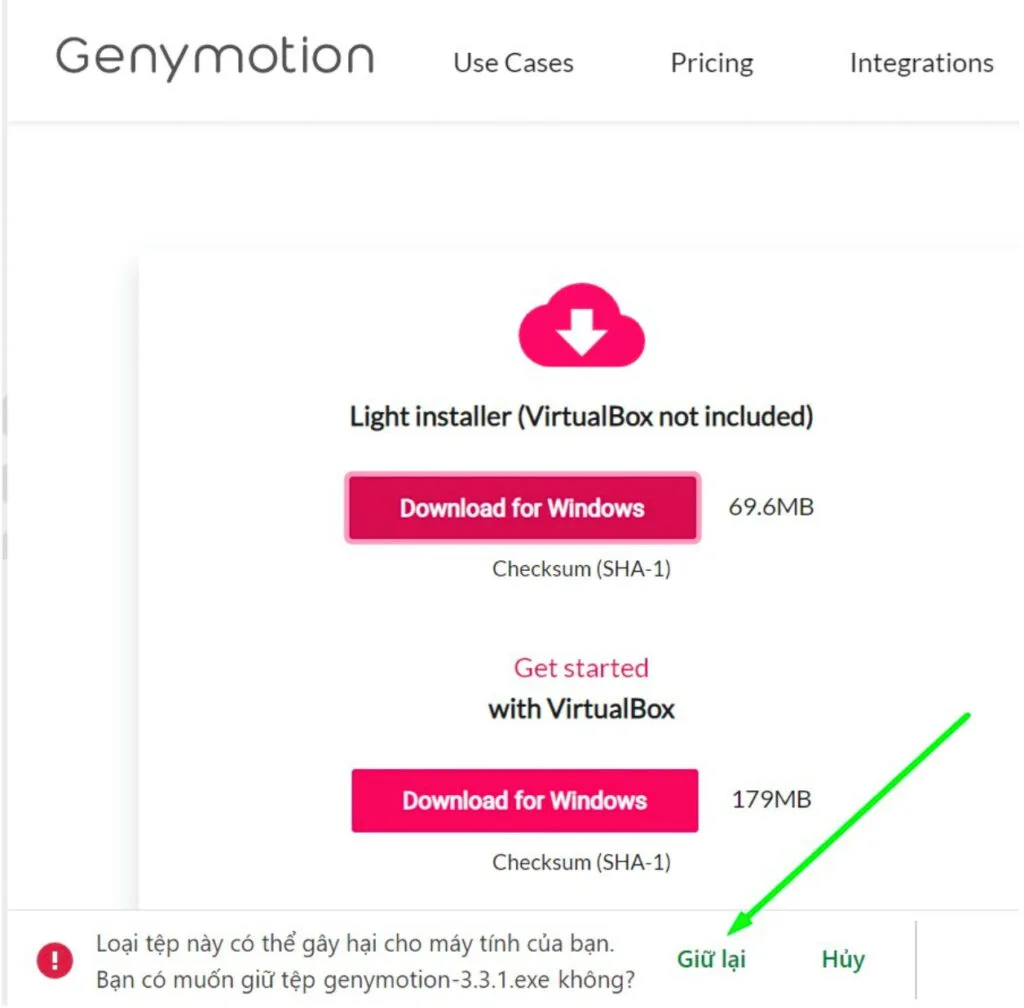 Genymotion
Use Cases
Pricing
Integrations
Light installer (VirtualBox not included)
Download for Windows
69.6MB
Checksum (SHA-1)
Get started
with VirtualBox
Download for Windows
179MB
Checksum (SHA-1)
Loại tệp này có thể gây hại cho máy tính của bạn.
Bạn có muốn giữ tệp genymotion-3.3.1.exe không?
Giữ lại
Hủy